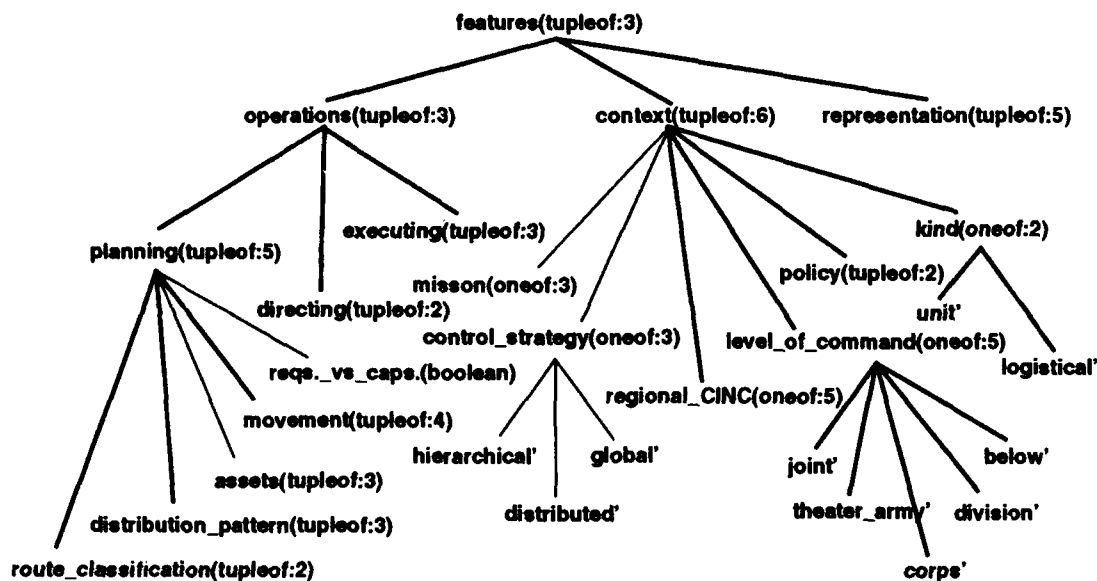 features(tupleof:3)
operations(tupleof:3)
context(tupleof:6)
representation(tupleof:5)
planning(tupleof:5)
executing(tupleof:3)
directing(tupleof:2)
misson(oneof:3)
control_strategy(oneof:3)
policy(tupleof:2)
kind(oneof:2)
unit'
logistical'
level_of_command(oneof:5)
regional_CINC(oneof:5)
reqs._vs_caps.(boolean)
movement(tupleof:4)
assets(tupleof:3)
distribution_pattern(tupleof:3)
route_classification(tupleof:2)
hierarchical'
global'
distributed'
joint'
below'
theater_army'
division'
corps'